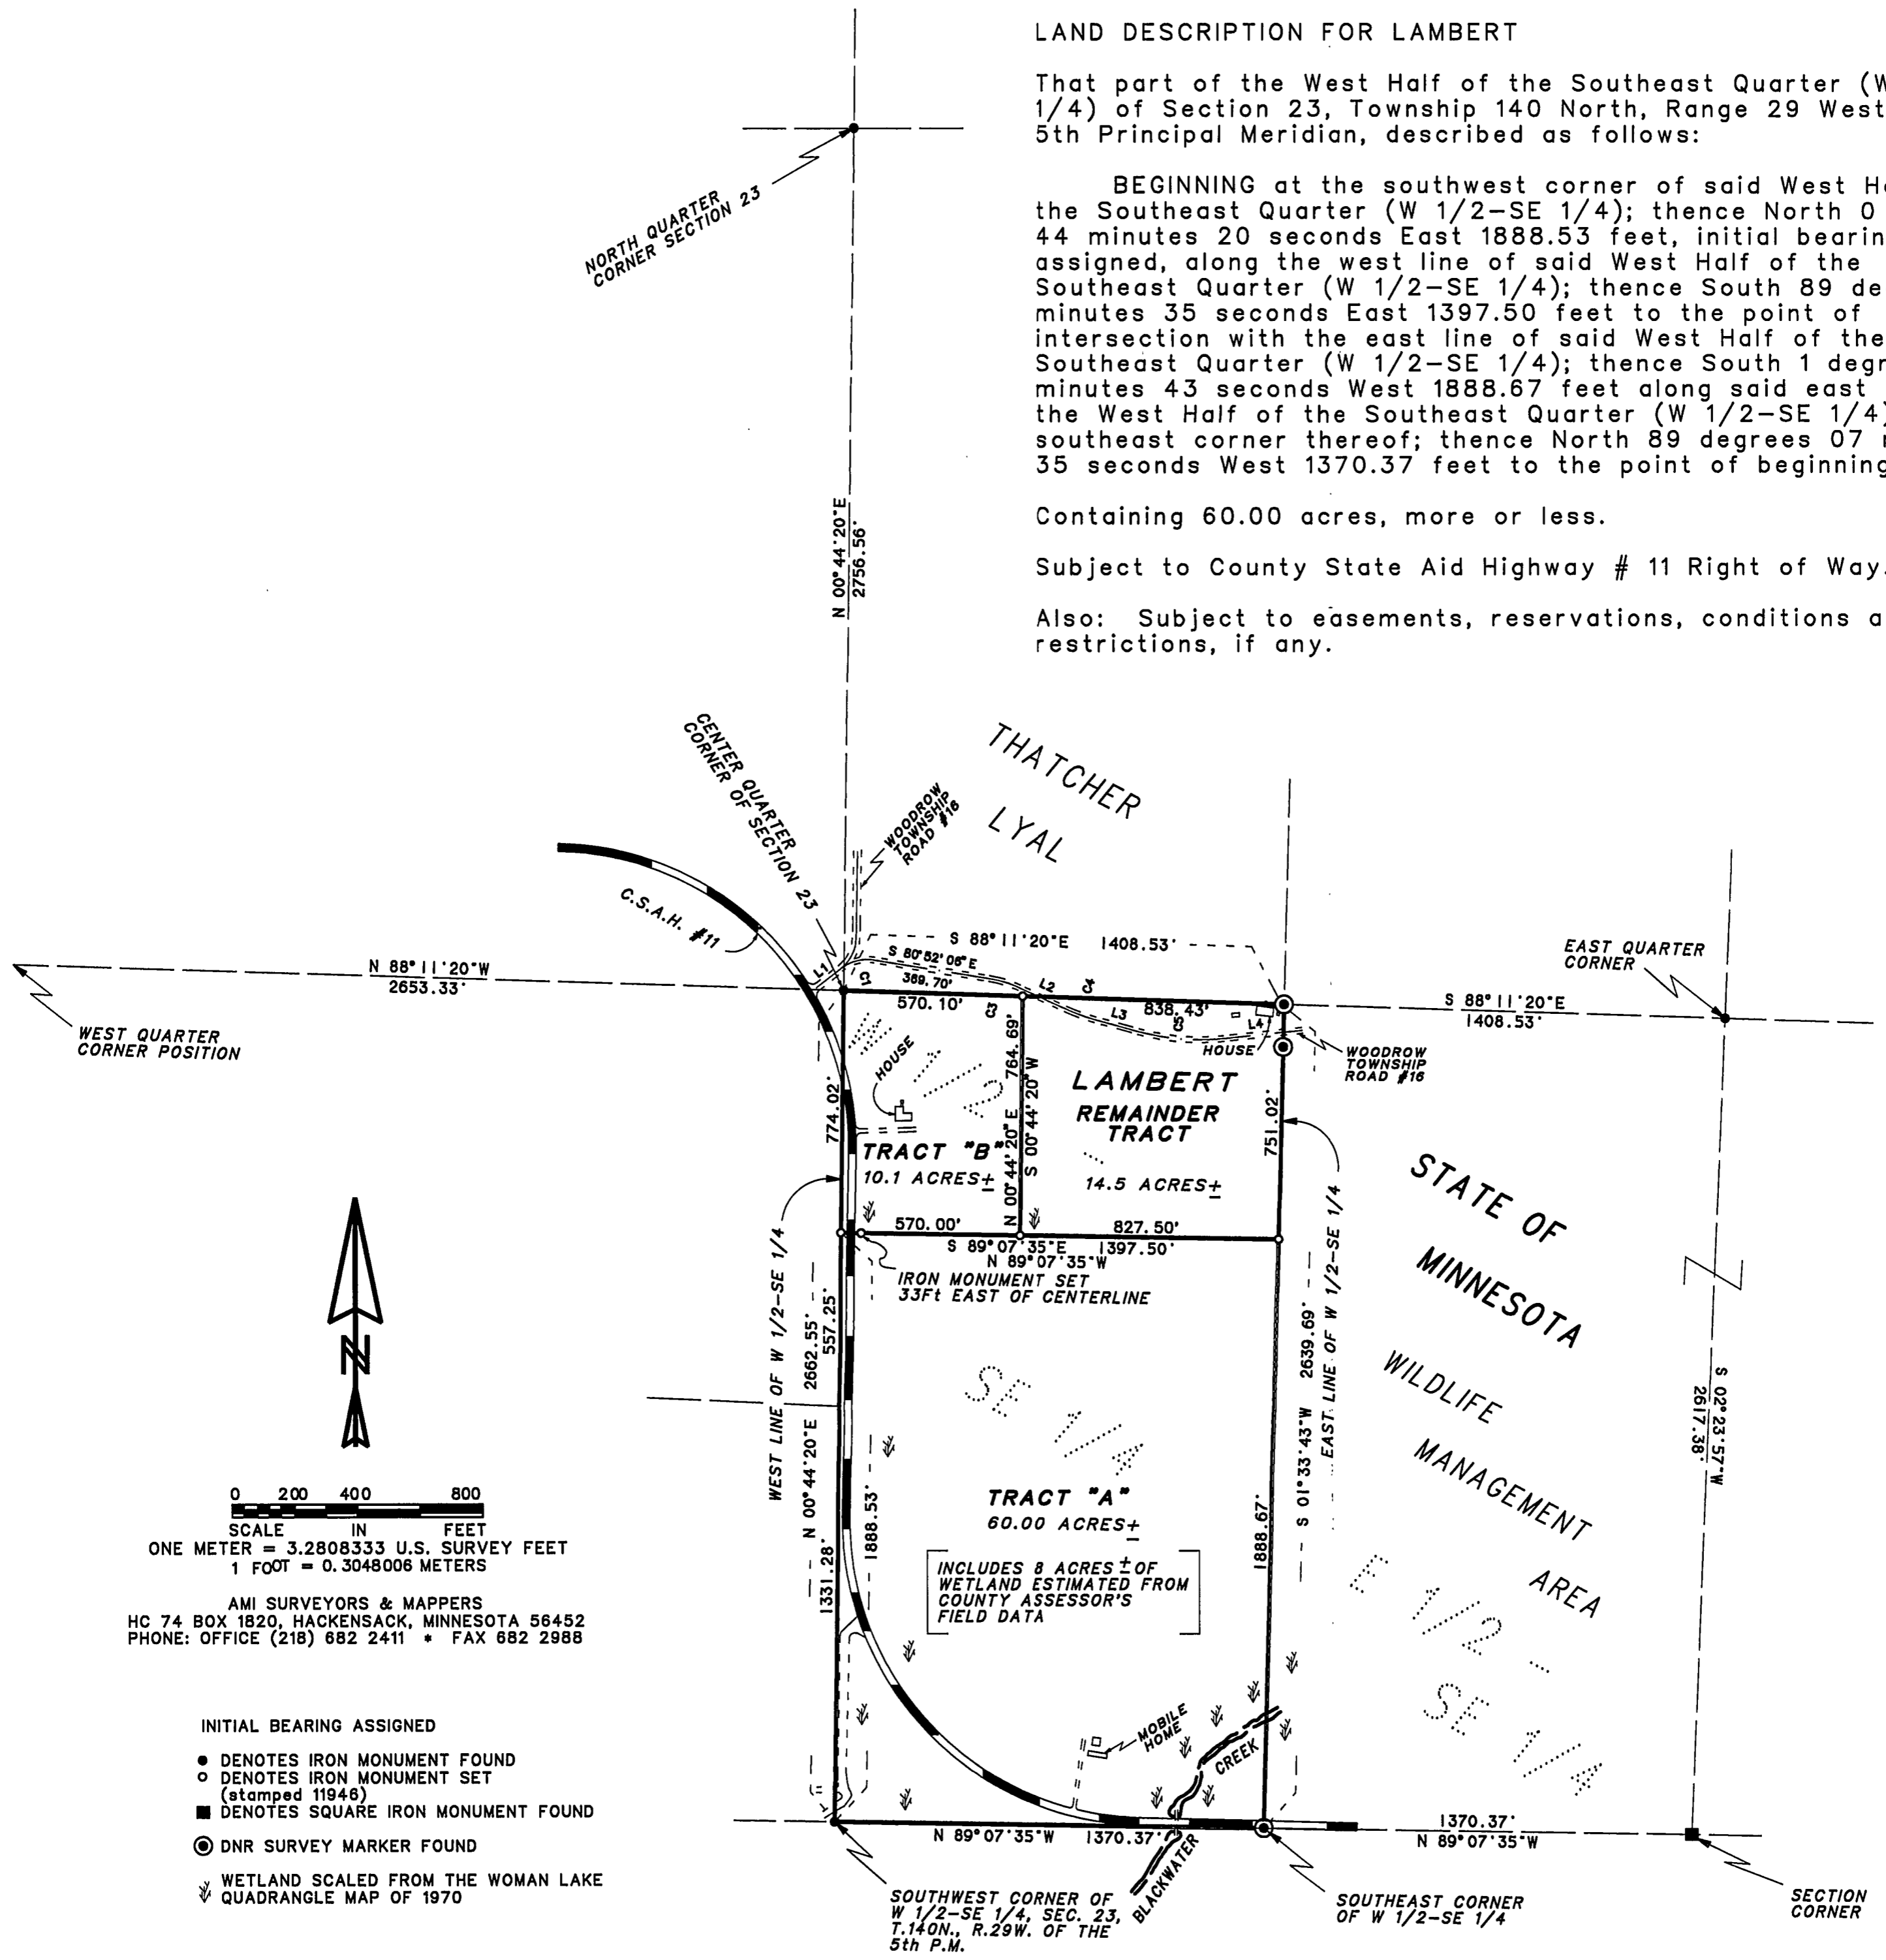 LAND DESCRIPTION FOR LAMBERT
That part of the West Half of the Southeast Quarter (W
1/4) of Section 23, Township 140 North, Range 29 West
5th Principal Meridian, described as follows:
BEGINNING at the southwest corner of said West H
the Southeast Quarter (W 1/2-SE 1/4); thence North 0
44 minutes 20 seconds East 1888.53 feet, initial bearin
assigned, along the west line of said West Half of the
Southeast Quarter (W 1/2-SE 1/4); thence South 89 de
minutes 35 seconds East 1397.50 feet to the point of
intersection with the east line of said West Half of the
Southeast Quarter (W 1/2-SE 1/4); thence South 1 degr
minutes 43 seconds West 1888.67 feet along said east
the West Half of the Southeast Quarter (W 1/2-SE 1/4)
southeast corner thereof; thence North 89 degrees 07
35 seconds West 1370.37 feet to the point of beginning
Containing 60.00 acres, more or less.
Subject to County State Aid Highway # 11 Right of Way.
Also: Subject to easements, reservations, conditions a
restrictions, if any.
NORTH QUARTER
CORNER SECTION 23
N 00°44'20"E
2756.56'
CENTER QUARTER
CORNER OF SECTION 23
WOODROW
TOWNSHIP
ROAD #16
THATCHER
LYAL
C.S.A.H. #11
N 88°11'20"W
2653.33'
WEST QUARTER
CORNER POSITION
S 88°11'20"E 1408.53'
S 80°52'06"E
369.70'
570.10'
L1
C1
C3
L2
C4
838.43'
L3
C5
L4
HOUSE
WOODROW
TOWNSHIP
ROAD #16
EAST QUARTER
CORNER
S 88°11'20"E
1408.53'
W 1/2 -
HOUSE
774.02'
N 00°44'20"E 764.69'
S 00°44'20"W
LAMBERT
REMAINDER
TRACT
14.5 ACRES±
751.02'
TRACT "B"
10.1 ACRES±
570.00'
827.50'
S 89°07'35"E 1397.50'
N 89°07'35"W
IRON MONUMENT SET
33Ft EAST OF CENTERLINE
WEST LINE OF W 1/2-SE 1/4
N 00°44'20"E 2662.55'
557.25'
1331.28'
1888.53'
SE 1/4
TRACT "A"
60.00 ACRES±
INCLUDES 8 ACRES ± OF
WETLAND ESTIMATED FROM
COUNTY ASSESSOR'S
FIELD DATA
1888.67'
S 01°33'43"W 2639.69'
EAST LINE OF W 1/2-SE 1/4
STATE OF
MINNESOTA
WILDLIFE
MANAGEMENT
AREA
E 1/2 -
SE 1/4
S 02°23'57"W
2617.38'
N
0 200 400 800
SCALE IN FEET
ONE METER = 3.2808333 U.S. SURVEY FEET
1 FOOT = 0.3048006 METERS
AMI SURVEYORS & MAPPERS
HC 74 BOX 1820, HACKENSACK, MINNESOTA 56452
PHONE: OFFICE (218) 682 2411 * FAX 682 2988
INITIAL BEARING ASSIGNED
DENOTES IRON MONUMENT FOUND
DENOTES IRON MONUMENT SET
(stamped 11946)
DENOTES SQUARE IRON MONUMENT FOUND
DNR SURVEY MARKER FOUND
WETLAND SCALED FROM THE WOMAN LAKE
QUADRANGLE MAP OF 1970
MOBILE
HOME
CREEK
BLACKWATER
N 89°07'35"W 1370.37'
1370.37'
N 89°07'35"W
SOUTHWEST CORNER OF
W 1/2-SE 1/4, SEC. 23,
T.140N., R.29W. OF THE
5th P.M.
SOUTHEAST CORNER
OF W 1/2-SE 1/4
SECTION
CORNER